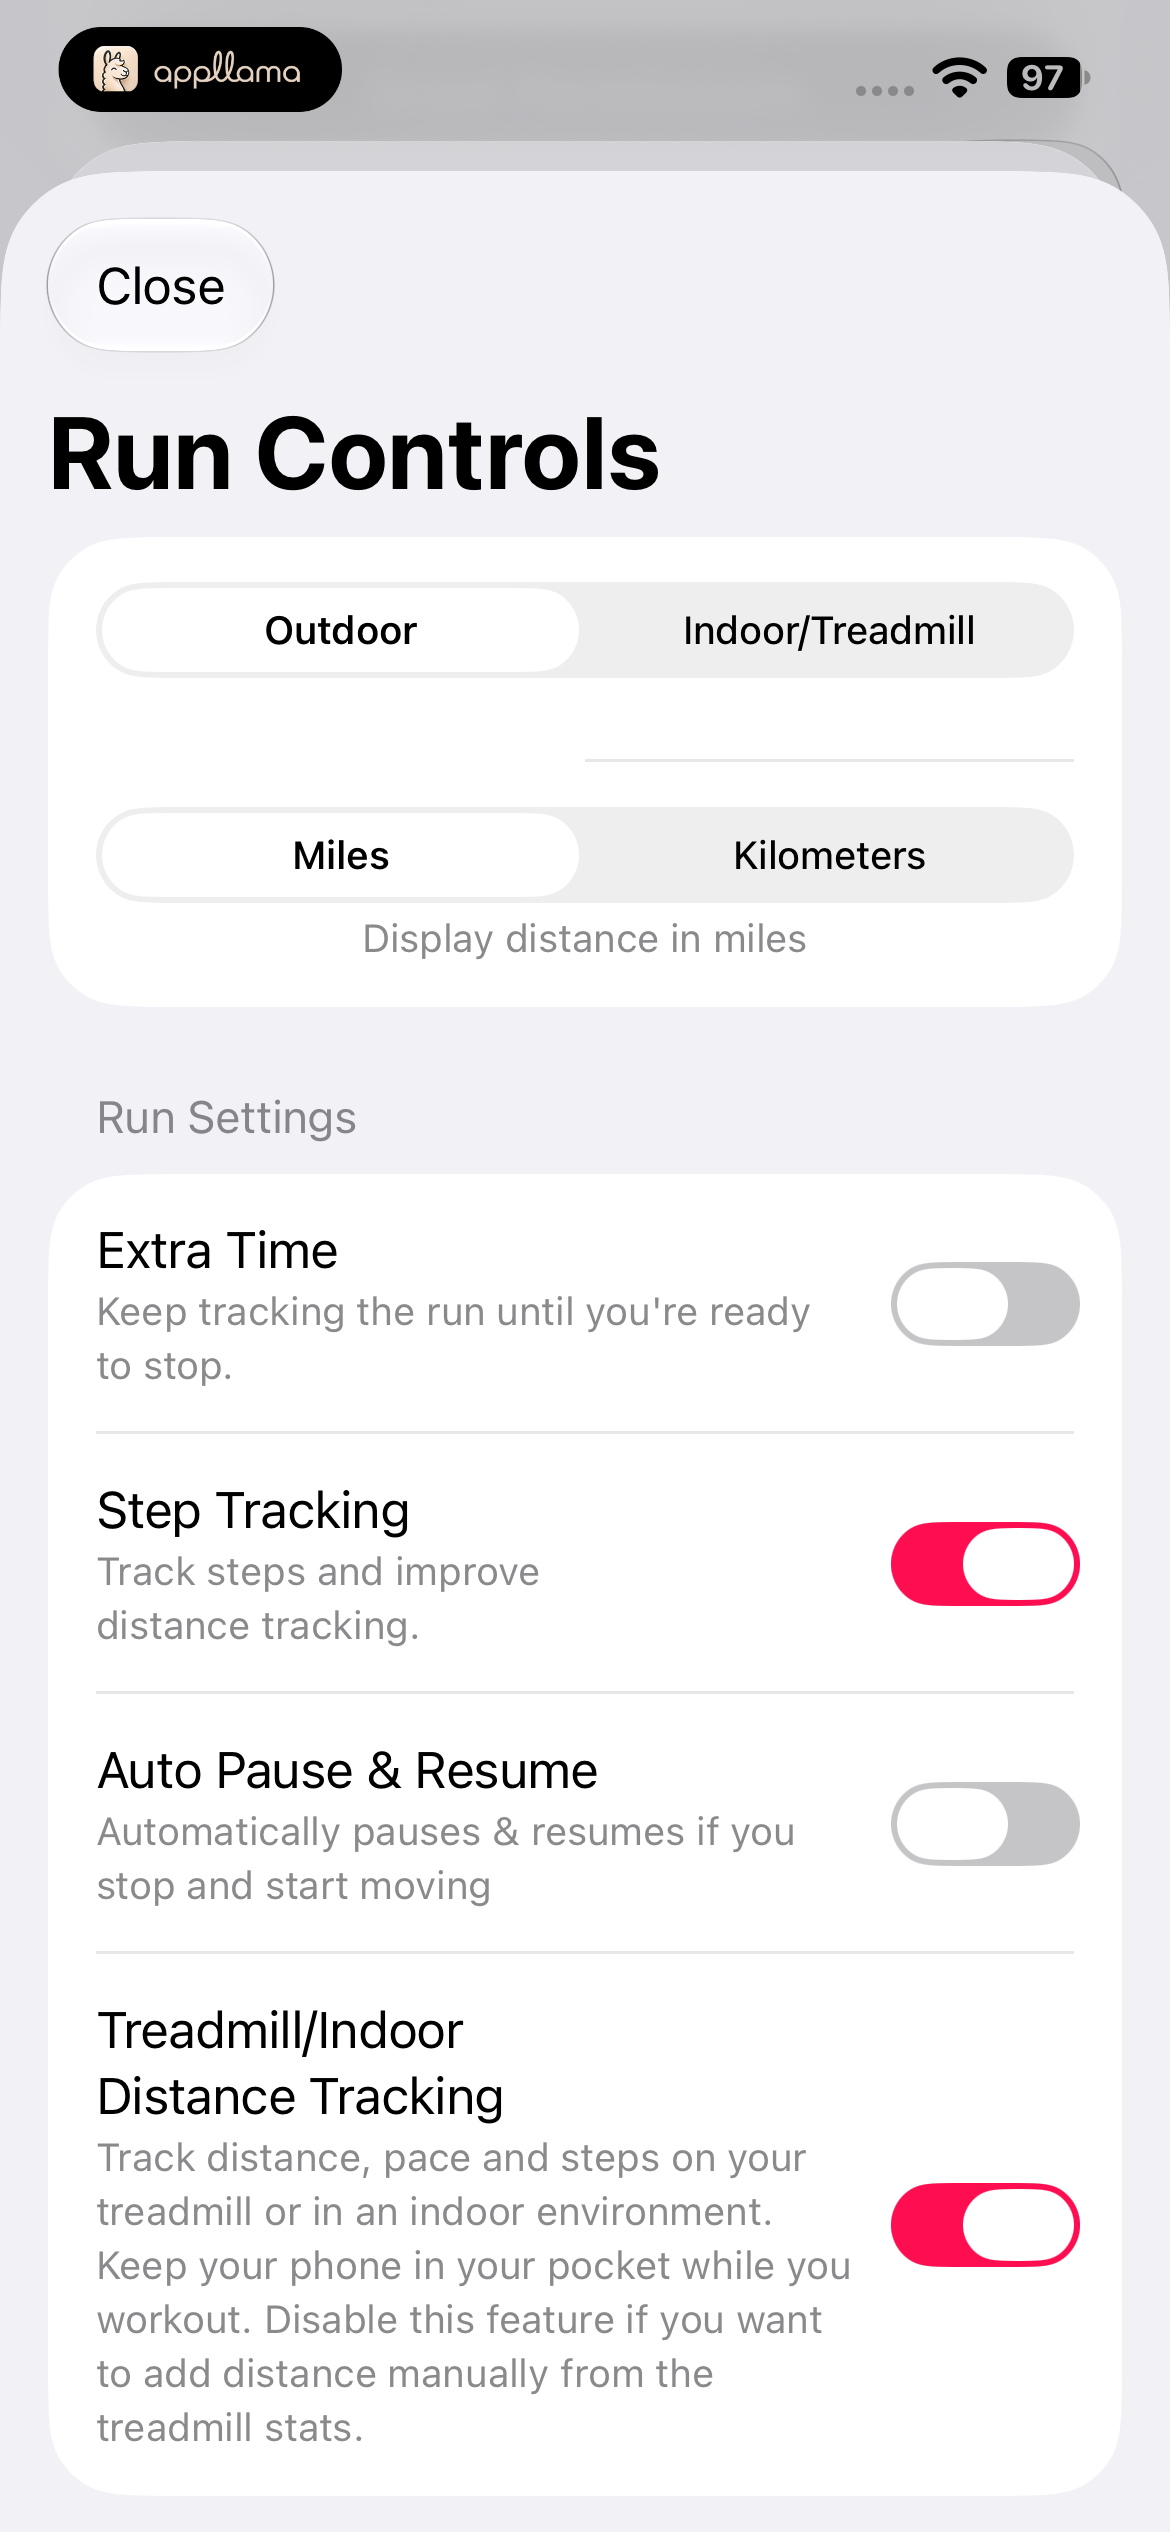 appllama
97
Close
Run Controls
Outdoor
Indoor/Treadmill
Miles
Kilometers
Display distance in miles
Run Settings
Extra Time
Keep tracking the run until you're ready
to stop.
Step Tracking
Track steps and improve
distance tracking.
Auto Pause & Resume
Automatically pauses & resumes if you
stop and start moving
Treadmill/Indoor
Distance Tracking
Track distance, pace and steps on your
treadmill or in an indoor environment.
Keep your phone in your pocket while you
workout. Disable this feature if you want
to add distance manually from the
treadmill stats.